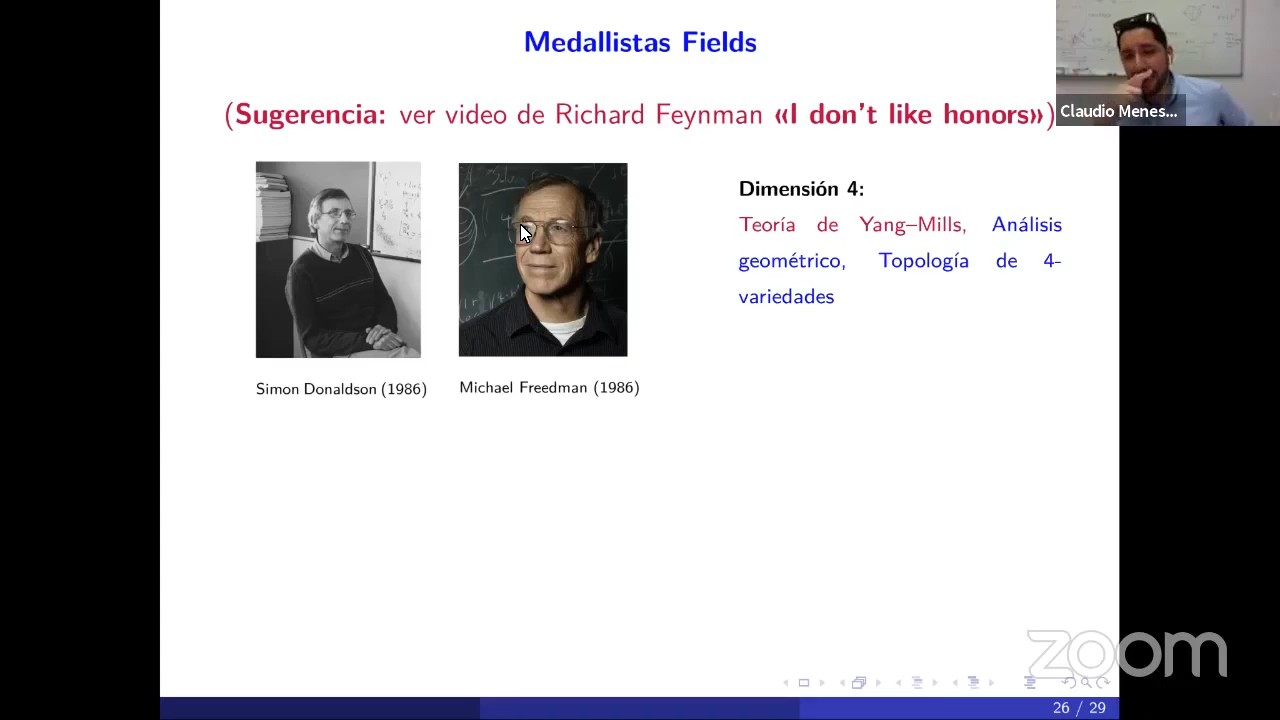 Medallistas Fields
(Sugerencia: ver video de Richard Feynman «I don't like honors»)
Claudio Menes...
Dimensión 4:
Teoría de Yang–Mills, Análisis
geométrico, Topología de 4-
variedades
Simon Donaldson (1986)
Michael Freedman (1986)
zoom
26 / 29